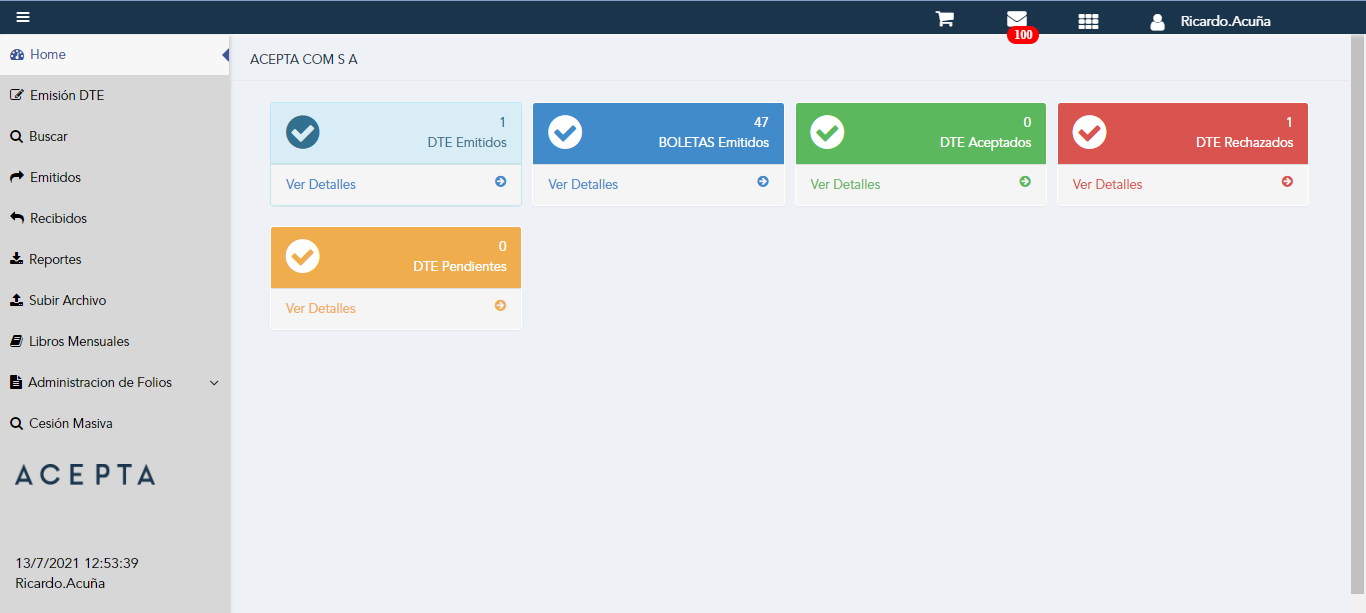 100
Ricardo.Acuña
Home
Emisión DTE
Buscar
Emitidos
Recibidos
Reportes
Subir Archivo
Libros Mensuales
Administracion de Folios
Cesión Masiva
ACEPTA
13/7/2021 12:53:39
Ricardo.Acuña
ACEPTA COM S A
1
DTE Emitidos
Ver Detalles
47
BOLETAS Emitidos
Ver Detalles
0
DTE Aceptados
Ver Detalles
1
DTE Rechazados
Ver Detalles
0
DTE Pendientes
Ver Detalles